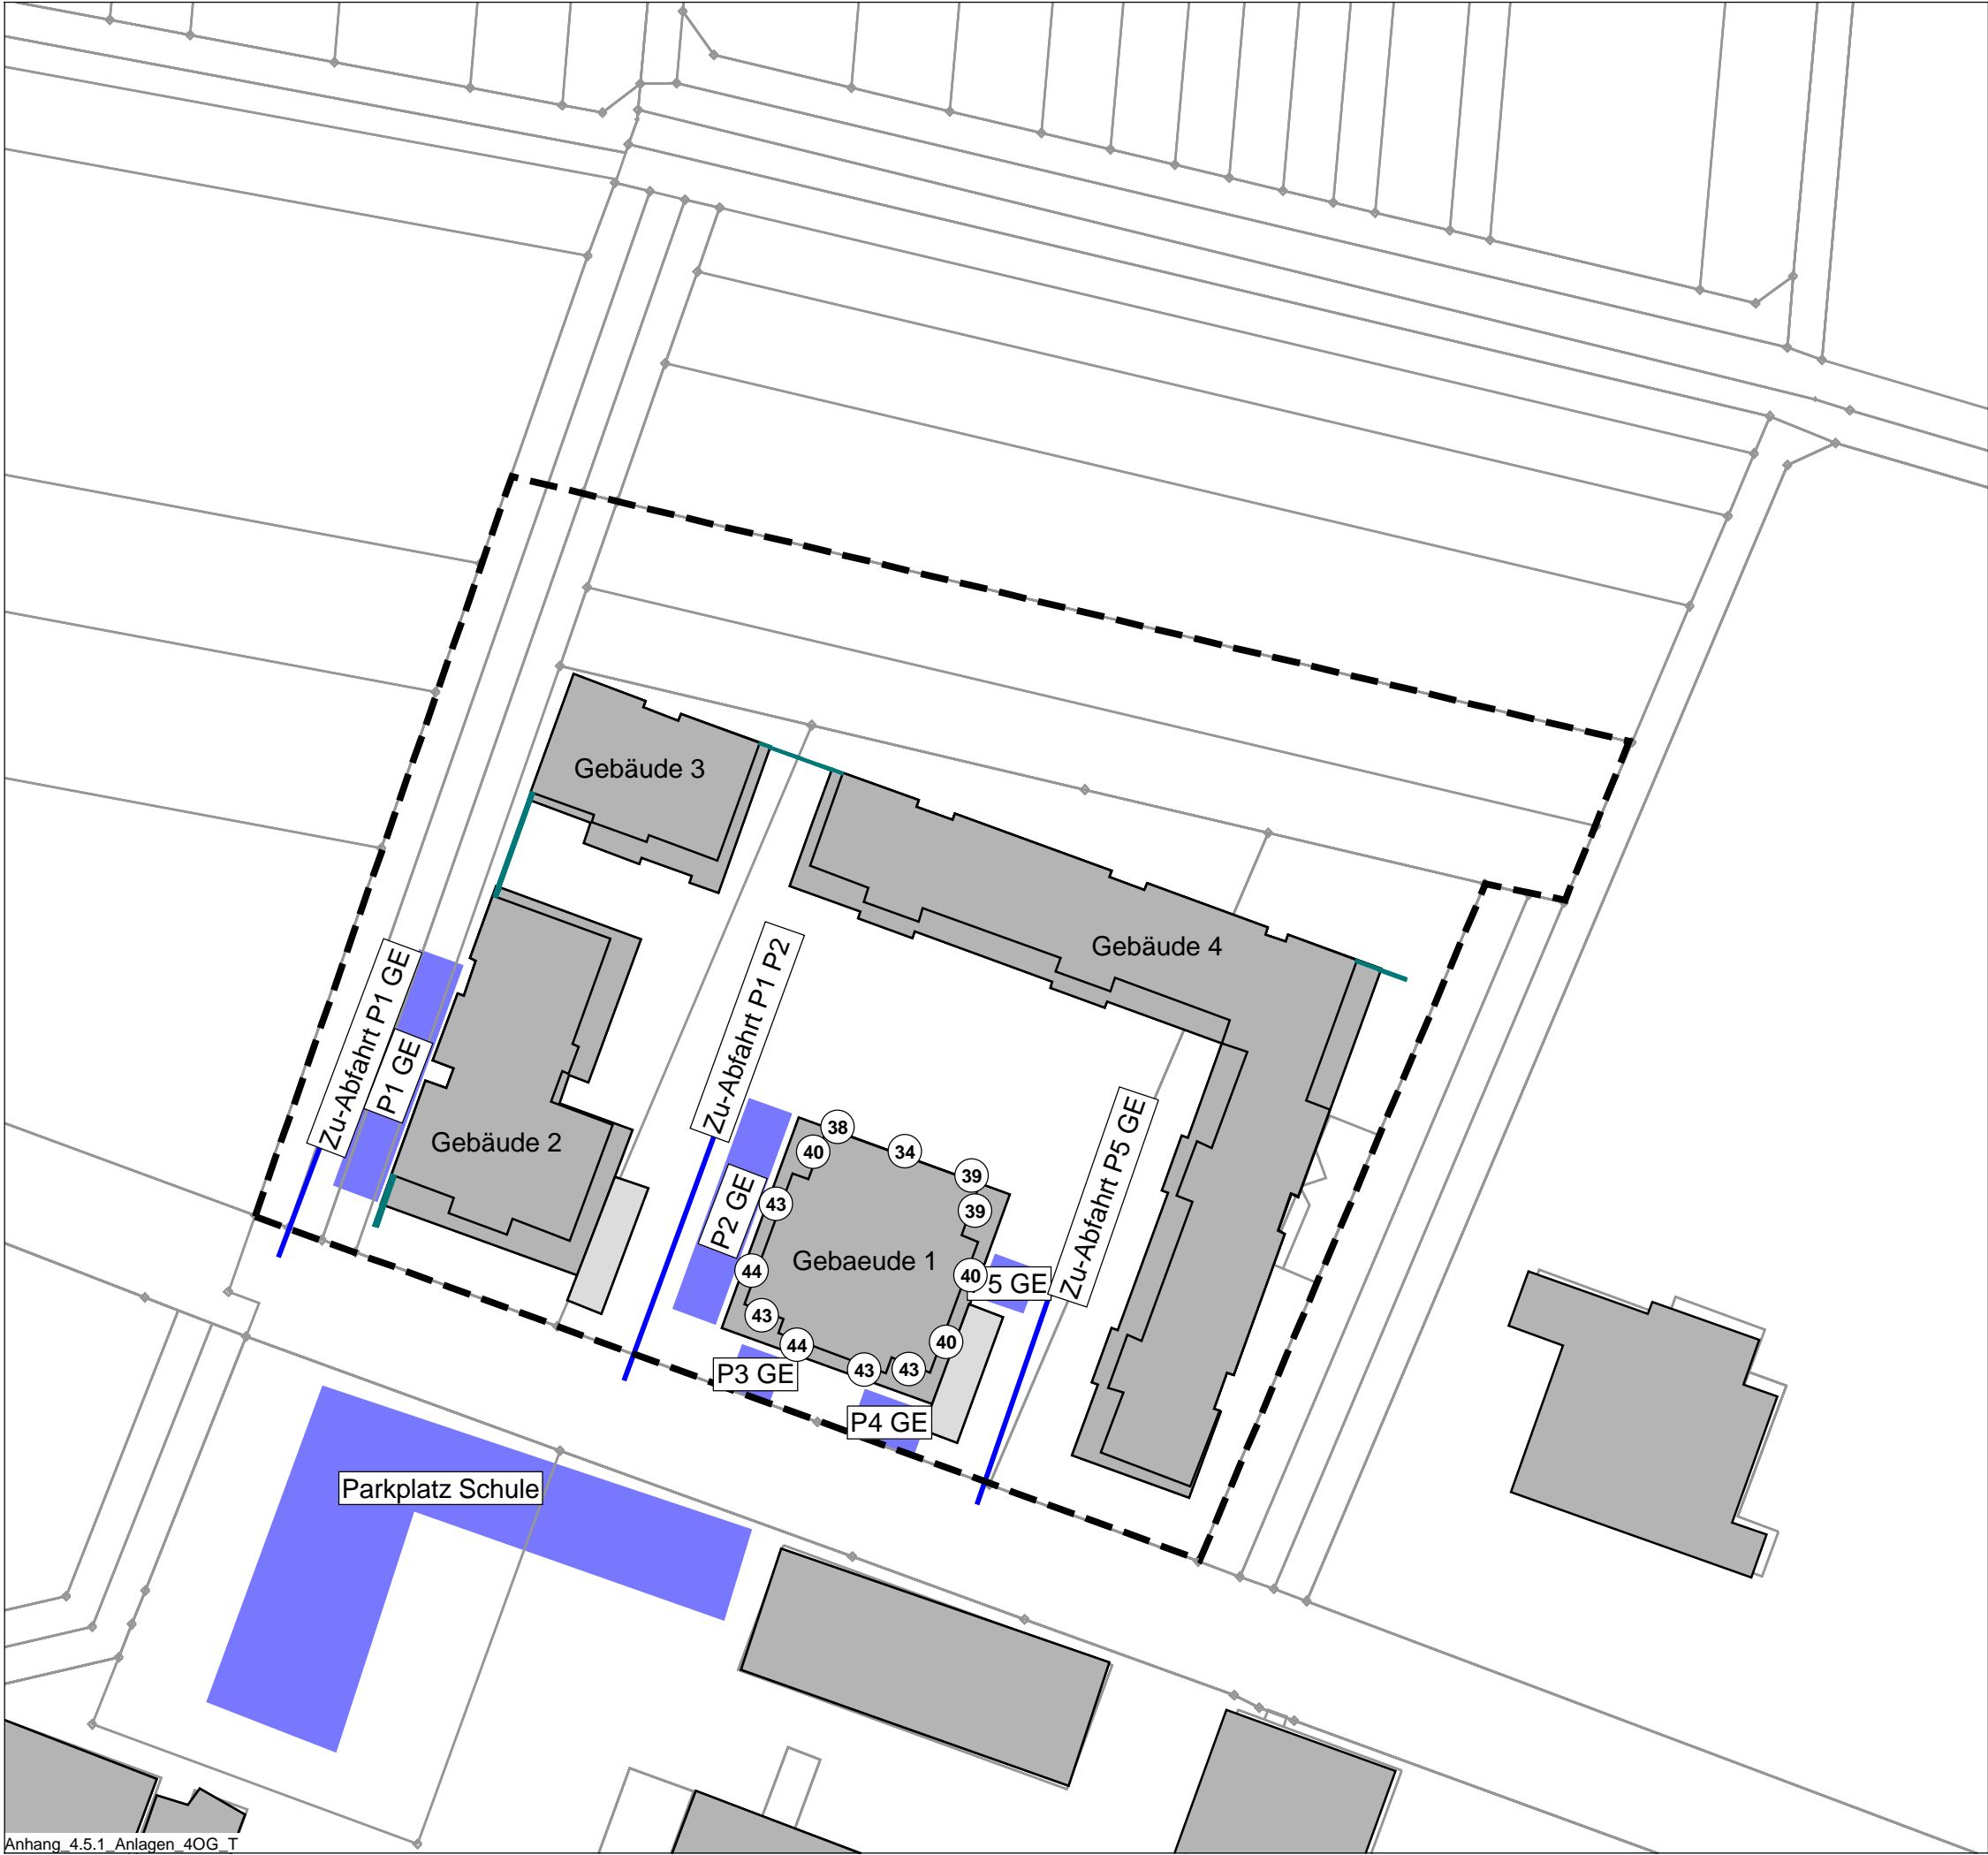 Gebäude 3
Gebäude 4
Zu-Abfahrt P1 GE
P1 GE
Gebäude 2
Zu-Abfahrt P1 P2
P2 GE
38
40
34
39
39
43
Gebaeude 1
44
40
5 GE
Zu-Abfahrt P5 GE
43
44
40
43
43
P3 GE
P4 GE
Parkplatz Schule
Anhang_4.5.1_Anlagen_4OG_T